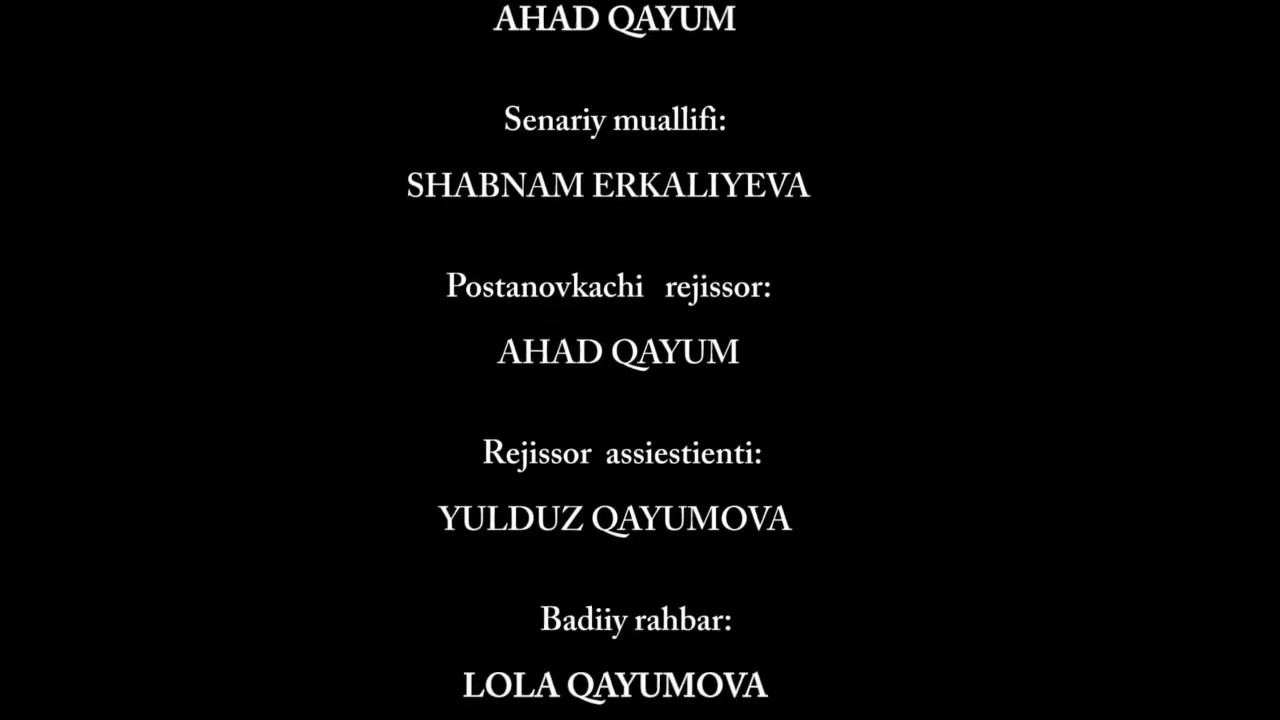 AHAD QAYUM
Senariy muallifi:
SHABNAM ERKALIYEVA
Postanovkachi rejissor:
AHAD QAYUM
Rejissor assiestienti:
YULDUZ QAYUMOVA
Badiiy rahbar:
LOLA QAYUMOVA